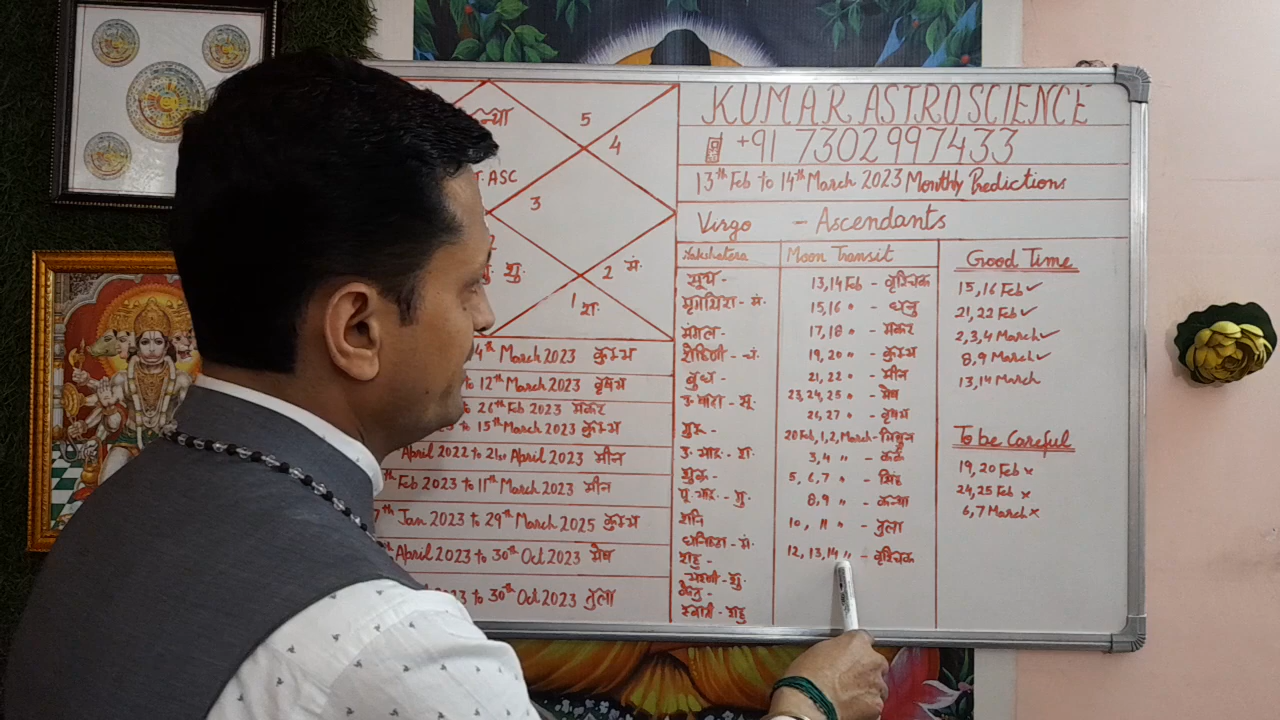 KUMAR ASTRO SCIENCE
+91 7302997433
13th Feb to 14th March 2023 Monthly Predictions
Virgo - Ascendants
5
4
T. ASC
3
शु.
2 मं.
1
श.
4th March 2023 कुम्भ
to 12th March 2023 वृषभ
to 26th Feb 2023 मकर
to 15th March 2023 कुम्भ
April 2022 to 21st April 2023 मीन
Feb 2023 to 11th March 2023 मीन
Jan 2023 to 29th March 2025 कुम्भ
April 2023 to 30th Oct 2023 मेष
2023 to 30th Oct 2023 तुला
Nakshatra
सूर्य -
मंगल -
रोहिणी - चं.
बुध -
उ. षाढा - सू.
गुरु -
उ. भाद्र. - श.
शुक्र -
पू. भाद्र. - गु.
शनि
धनिष्ठा - मं.
राहु -
भरणी - शु.
केतु -
स्वाती - राहु
Moon Transit
13,14 Feb - वृश्चिक
15,16 " - धनु
17,18 " - मकर
19, 20 " - कुम्भ
21, 22 " - मीन
23,24,25 " - मेष
26,27 " - वृषभ
20 Feb,1,2, March - मिथुन
3,4 " - कर्क
5, 6,7 " - सिंह
8,9 " - कन्या
10, 11 " - तुला
12, 13,14 " - वृश्चिक
Good Time
15,16 Feb ✓
21, 22 Feb ✓
2,3,4 March ✓
8,9 March ✓
13,14 March
To be Careful
19, 20 Feb ×
24,25 Feb ×
6,7 March ×